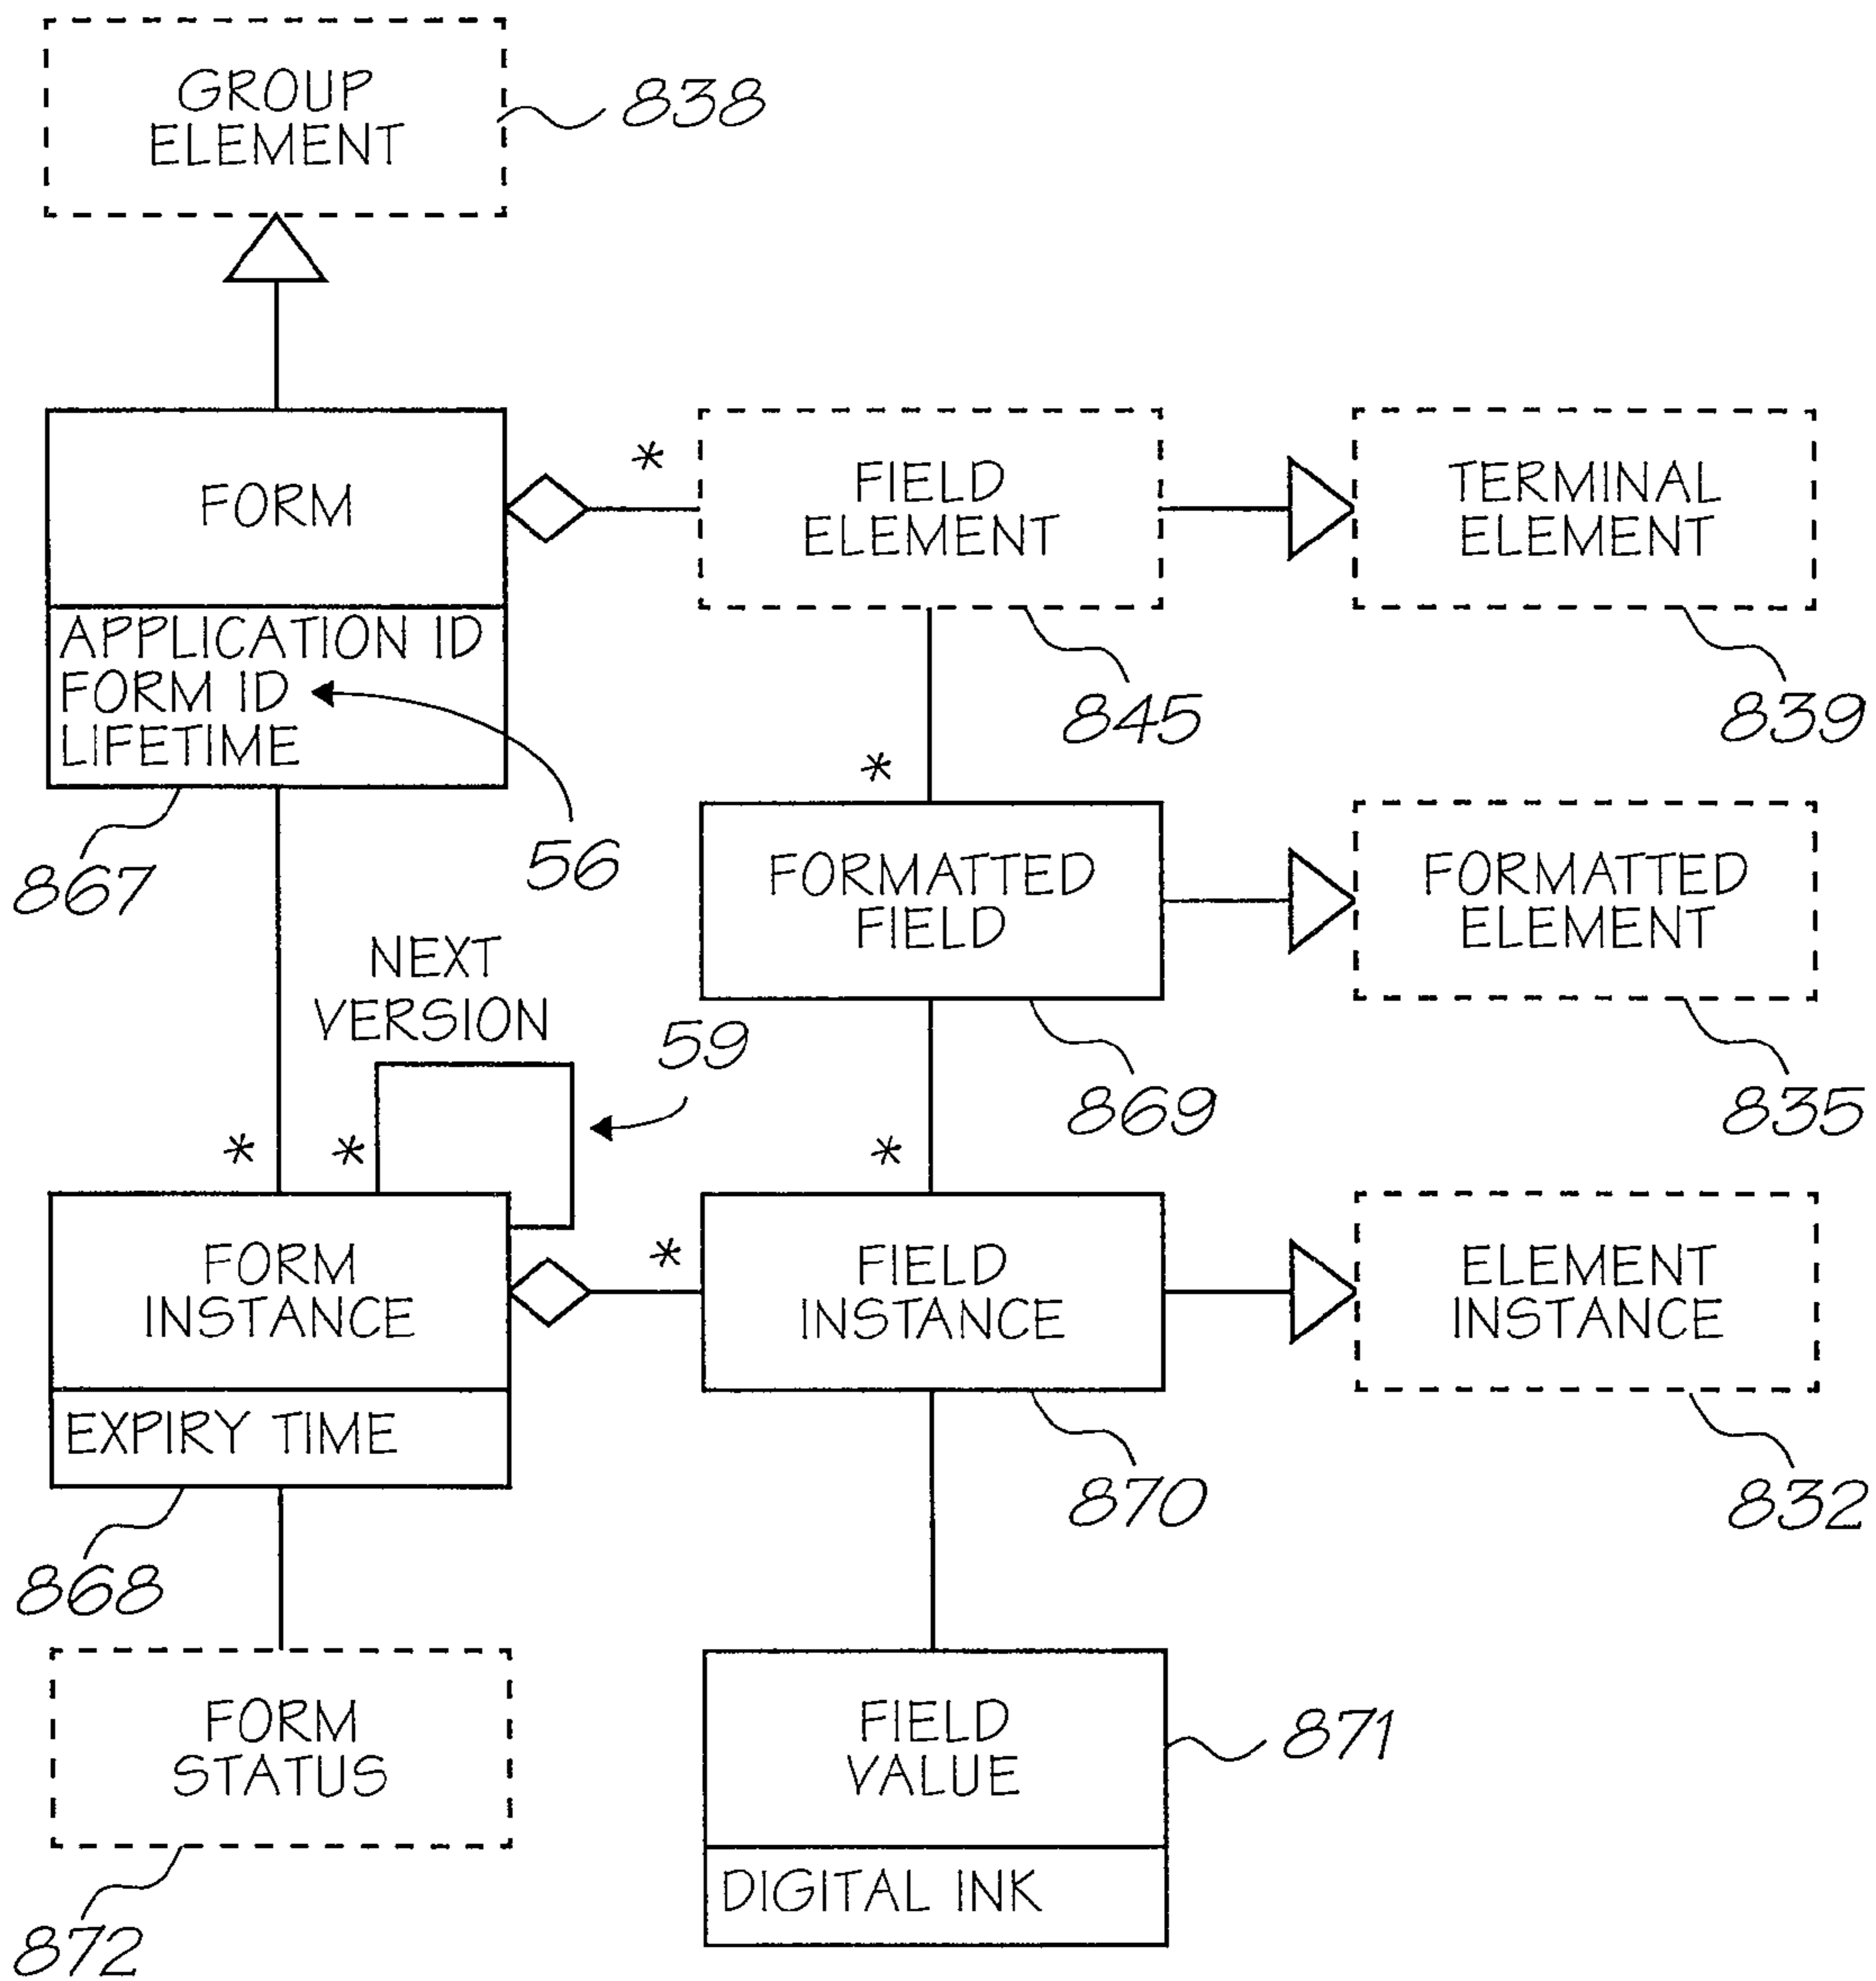 GROUP
ELEMENT
838
FORM
*
FIELD
ELEMENT
TERMINAL
ELEMENT
APPLICATION ID
FORM ID
LIFETIME
845
839
*
867
56
FORMATTED
FIELD
FORMATTED
ELEMENT
NEXT
VERSION
59
869
835
*
*
*
FORM
INSTANCE
*
FIELD
INSTANCE
ELEMENT
INSTANCE
EXPIRY TIME
870
832
868
FORM
STATUS
FIELD
VALUE
871
DIGITAL INK
872